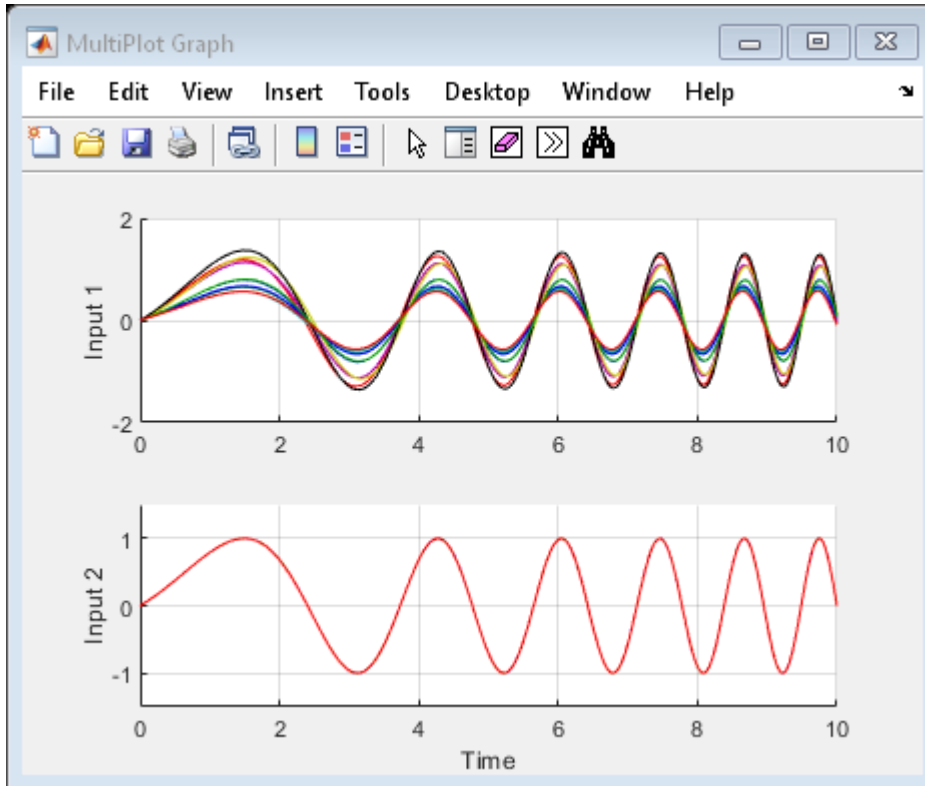 MultiPlot Graph
File Edit View Insert Tools Desktop Window Help
2
0
-2
Input 1
0 2 4 6 8 10
1
0
-1
Input 2
0 2 4 6 8 10
Time